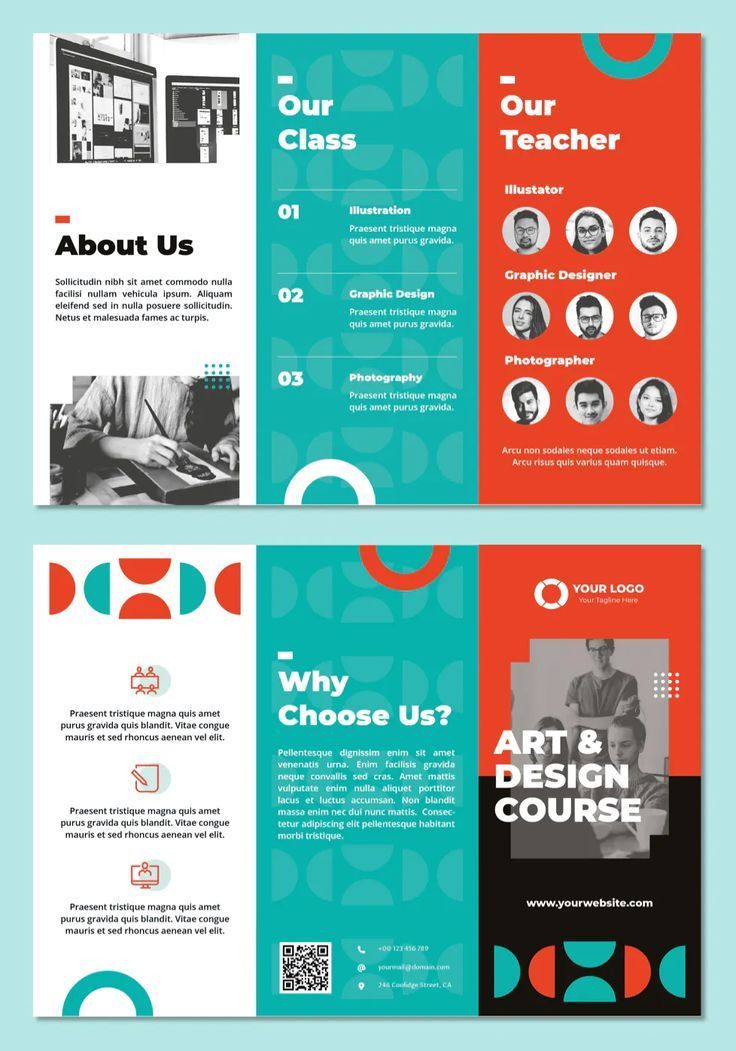 About Us
Sollicitudin nibh sit amet commodo nulla
facilisi nullam vehicula ipsum. Aliquam
eleifend sed in nulla posuere sollicitudin.
Netus et malesuada fames ac turpis.
Our
Class
01
Illustration
Praesent tristique magna
quis amet purus gravida.
02
Graphic Design
Praesent tristique magna
quis amet purus gravida.
03
Photography
Praesent tristique magna
quis amet purus gravida.
Our
Teacher
Illustator
Graphic Designer
Photographer
Arcu non sodales neque sodales ut etiam.
Arcu risus quis varius quam quisque.
Praesent tristique magna quis amet
purus gravida quis blandit. Vitae congue
mauris et sed rhoncus aenean vel elit.
Praesent tristique magna quis amet
purus gravida quis blandit. Vitae congue
mauris et sed rhoncus aenean vel elit.
Praesent tristique magna quis amet
purus gravida quis blandit. Vitae congue
mauris et sed rhoncus aenean vel elit.
Why
Choose Us?
Pellentesque dignissim enim sit amet
venenatis urna. Enim facilisis gravida
neque convallis sed cras. Amet mattis
vulputate enim nulla aliquet porttitor
lacus et luctus accumsan. Non blandit
massa enim nec dui nunc mattis. Consec-
tetur adipiscing elit pellentesque habitant
morbi tristique.
+00 123 456 789
yourmail@domain.com
246 Coolidge Street, CA
YOUR LOGO
Your Tagline Here
ART &
DESIGN
COURSE
www.yourwebsite.com